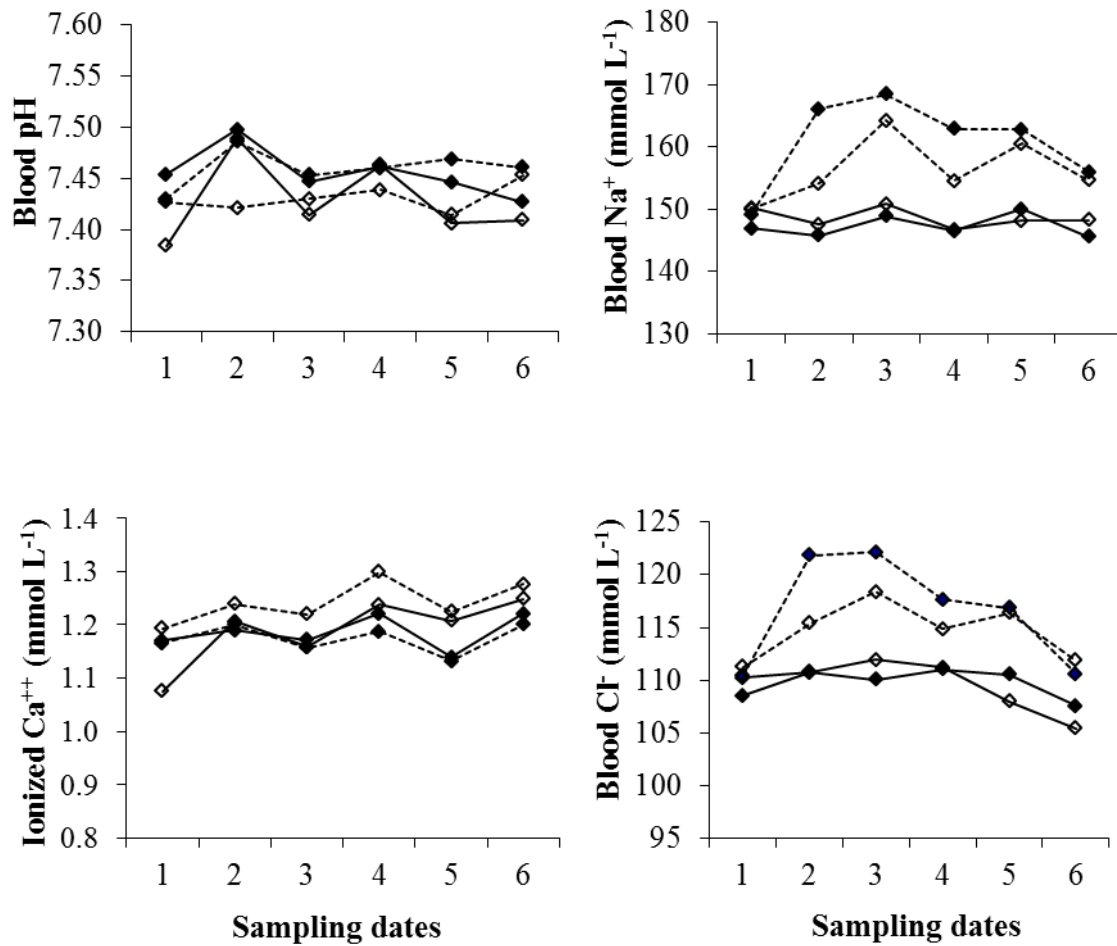 Blood pH
7.60
7.55
7.50
7.45
7.40
7.35
7.30
1 2 3 4 5 6
Blood Na⁺ (mmol L⁻¹)
180
170
160
150
140
130
1 2 3 4 5 6
Ionized Ca⁺⁺ (mmol L⁻¹)
1.4
1.3
1.2
1.1
1.0
0.9
0.8
1 2 3 4 5 6
Sampling dates
Blood Cl⁻ (mmol L⁻¹)
125
120
115
110
105
100
95
1 2 3 4 5 6
Sampling dates